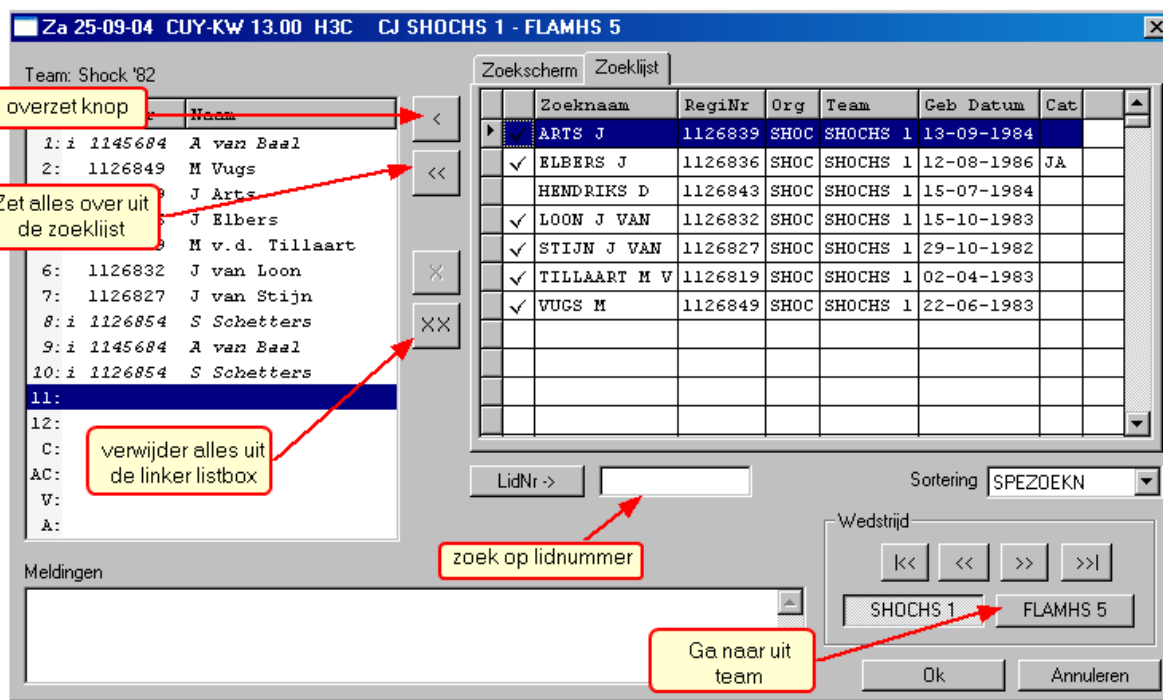 Za 25-09-04 CUY-KW 13.00 H3C CJ SHOCHS 1 - FLAMHS 5
Team: Shock '82
overzet knop
Naam
1: i 1145684 A van Baal
2: 1126849 M Vugs
J Arts
J Elbers
M v.d. Tillaart
6: 1126832 J van Loon
7: 1126827 J van Stijn
8: i 1126854 S Schetters
9: i 1145684 A van Baal
10: i 1126854 S Schetters
11:
12:
C:
AC:
V:
A:
Zet alles over uit
de zoeklijst
verwijder alles uit
de linker listbox
<
<<
X
XX
Zoekscherm Zoeklijst
Zoeknaam RegiNr Org Team Geb Datum Cat
ARTS J 1126839 SHOC SHOCHS 1 13-09-1984
ELBERS J 1126836 SHOC SHOCHS 1 12-08-1986 JA
HENDRIKS D 1126843 SHOC SHOCHS 1 15-07-1984
LOON J VAN 1126832 SHOC SHOCHS 1 15-10-1983
STIJN J VAN 1126827 SHOC SHOCHS 1 29-10-1982
TILLAART M V 1126819 SHOC SHOCHS 1 02-04-1983
VUGS M 1126849 SHOC SHOCHS 1 22-06-1983
LidNr -> Sortering SPEZOEKN
zoek op lidnummer
Wedstrijd
|<< << >> >>|
SHOCHS 1 FLAMHS 5
Meldingen
Ga naar uit
team
Ok Annuleren